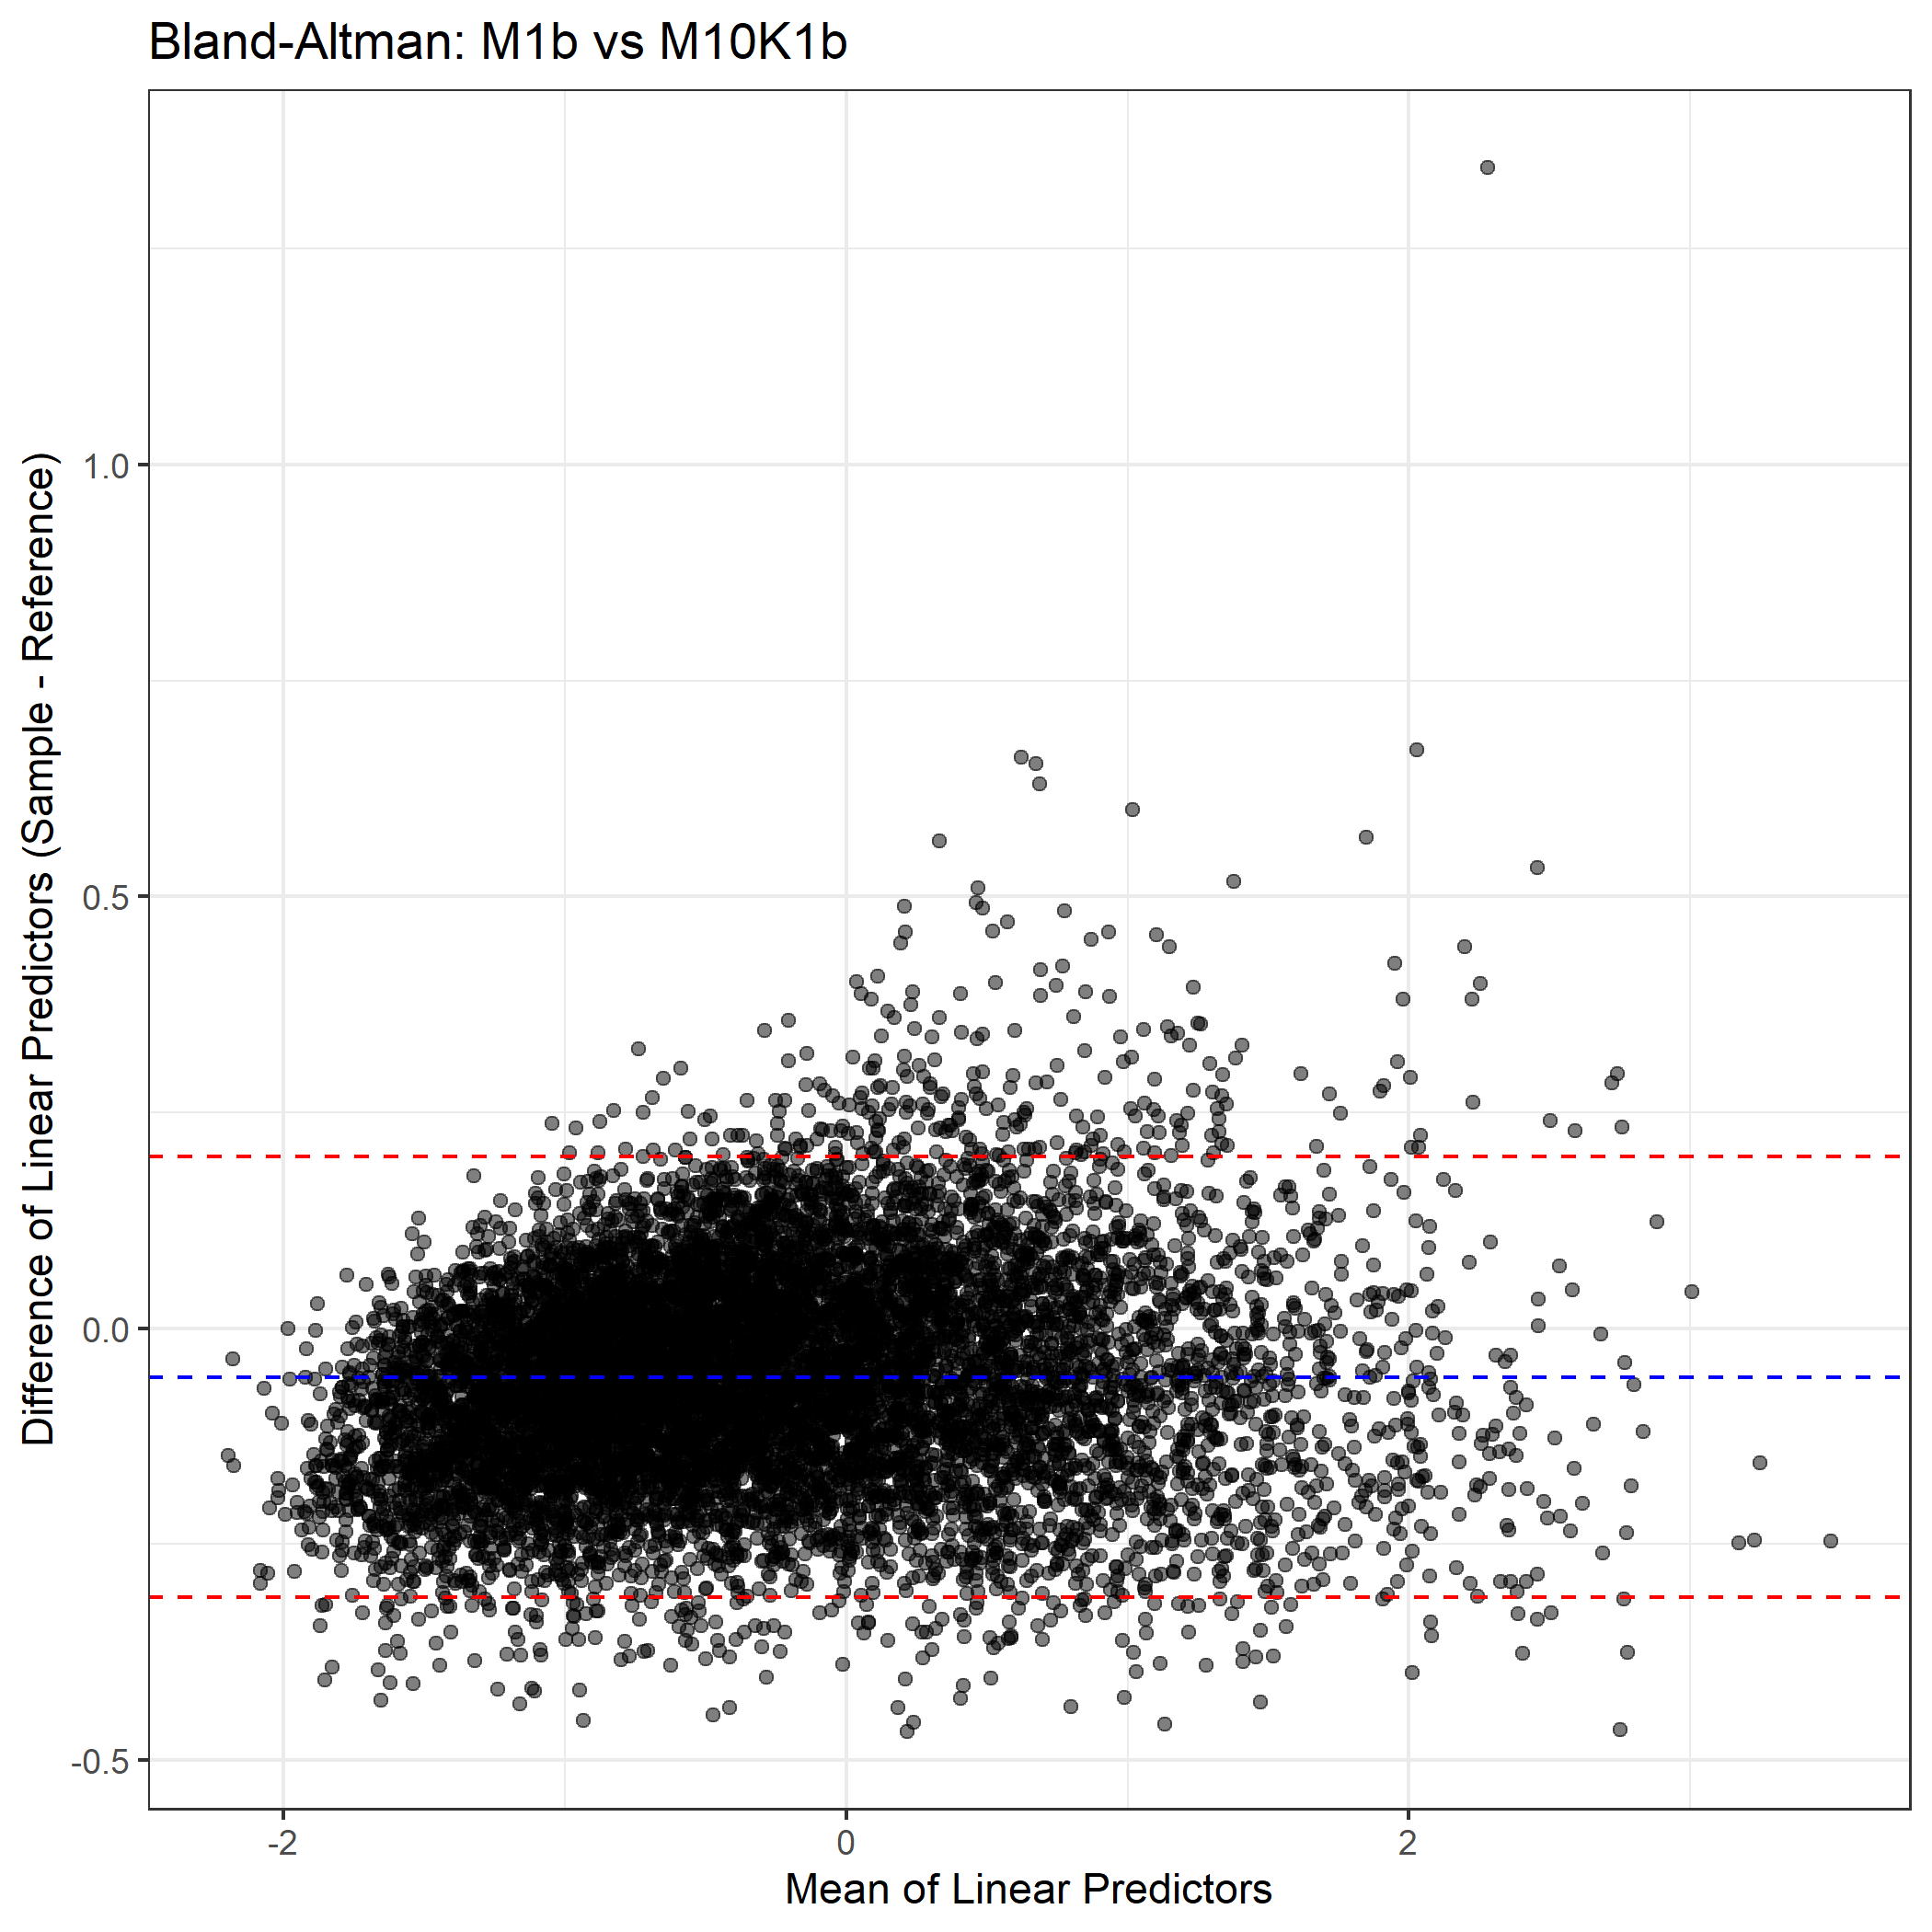 Bland-Altman: M1b vs M10K1b
Difference of Linear Predictors (Sample - Reference)
1.0
0.5
0.0
-0.5
-2
0
2
Mean of Linear Predictors